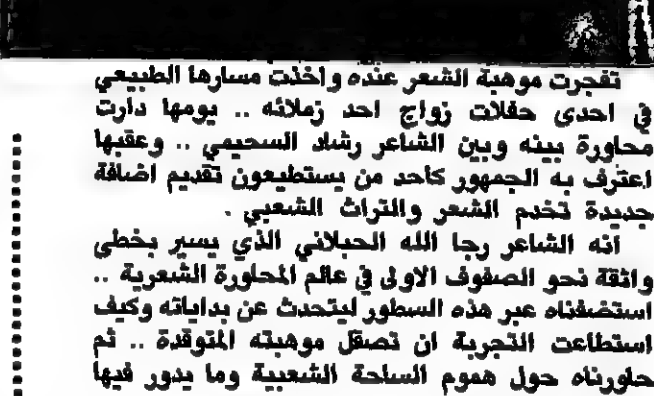 تفجرت موهبة الشعر عنده واخذت مسارها الطبيعي
في احدى حفلات زواج احد زملائه .. يومها دارت
محاورة بينه وبين الشاعر رشاد السحيمي .. وعقبها
اعترف به الجمهور كأحد من يستطيعون تقديم اضافة
جديدة تخدم الشعر والتراث الشعبي .
انه الشاعر رجا الله الحبلاني الذي يسير بخطى
واثقة نحو الصفوف الاولى في عالم المحاورة الشعرية ..
استضفناه عبر هذه السطور ليتحدث عن بداياته وكيف
استطاعت التجربة ان تصقل موهبته المتوقدة .. ثم
حاورناه حول هموم الساحة الشعبية وما يدور فيها